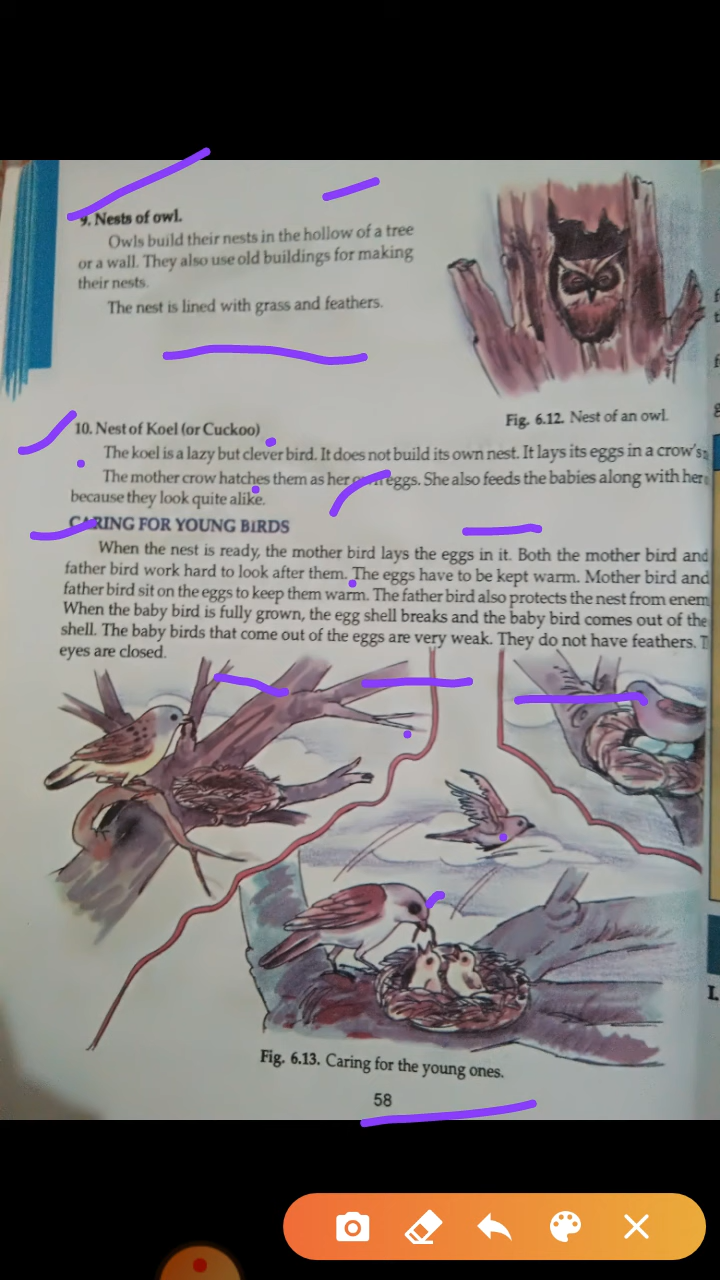 9. Nests of owl.
Owls build their nests in the hollow of a tree
or a wall. They also use old buildings for making
their nests.
The nest is lined with grass and feathers.
Fig. 6.12. Nest of an owl.
10. Nest of Koel (or Cuckoo)
The koel is a lazy but clever bird. It does not build its own nest. It lays its eggs in a crow's
The mother crow hatches them as her own eggs. She also feeds the babies along with her
because they look quite alike.
CARING FOR YOUNG BIRDS
When the nest is ready, the mother bird lays the eggs in it. Both the mother bird and
father bird work hard to look after them. The eggs have to be kept warm. Mother bird and
father bird sit on the eggs to keep them warm. The father bird also protects the nest from enem
When the baby bird is fully grown, the egg shell breaks and the baby bird comes out of the
shell. The baby birds that come out of the eggs are very weak. They do not have feathers. T
eyes are closed.
Fig. 6.13. Caring for the young ones.
58